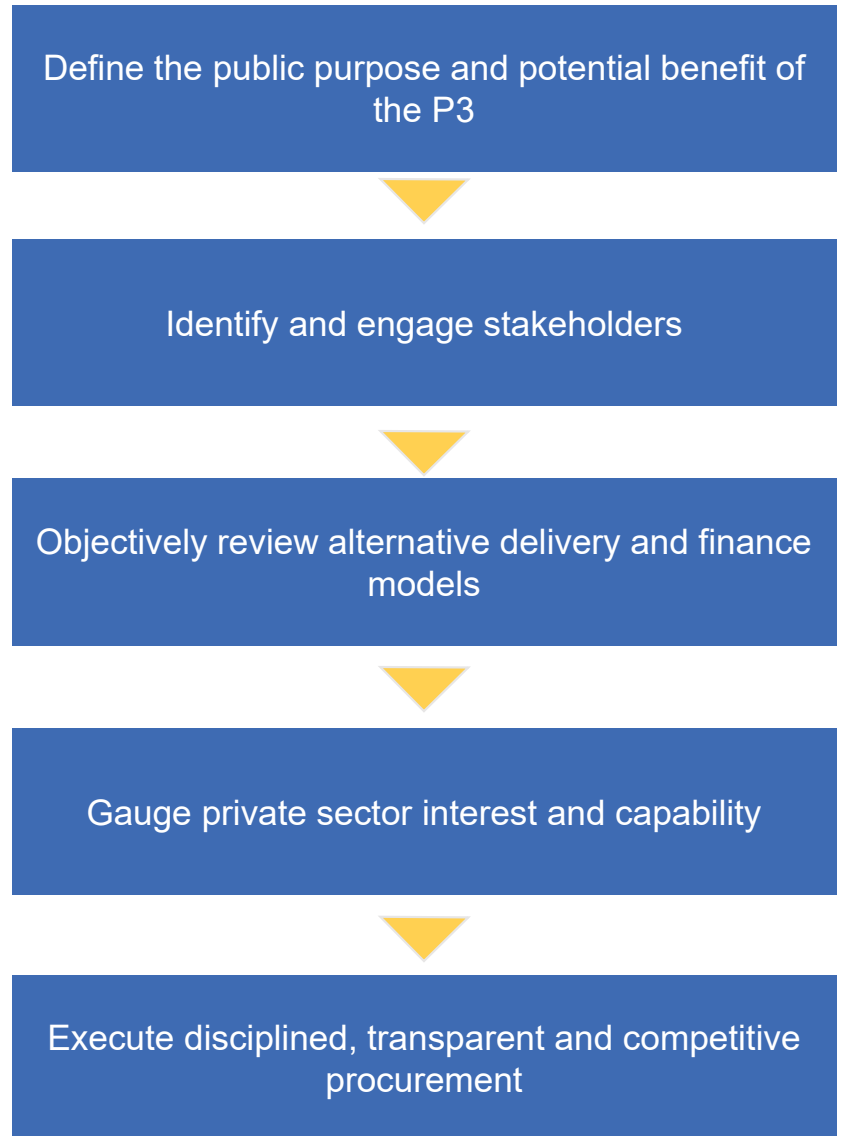 Define the public purpose and potential benefit of
the P3
Identify and engage stakeholders
Objectively review alternative delivery and finance
models
Gauge private sector interest and capability
Execute disciplined, transparent and competitive
procurement